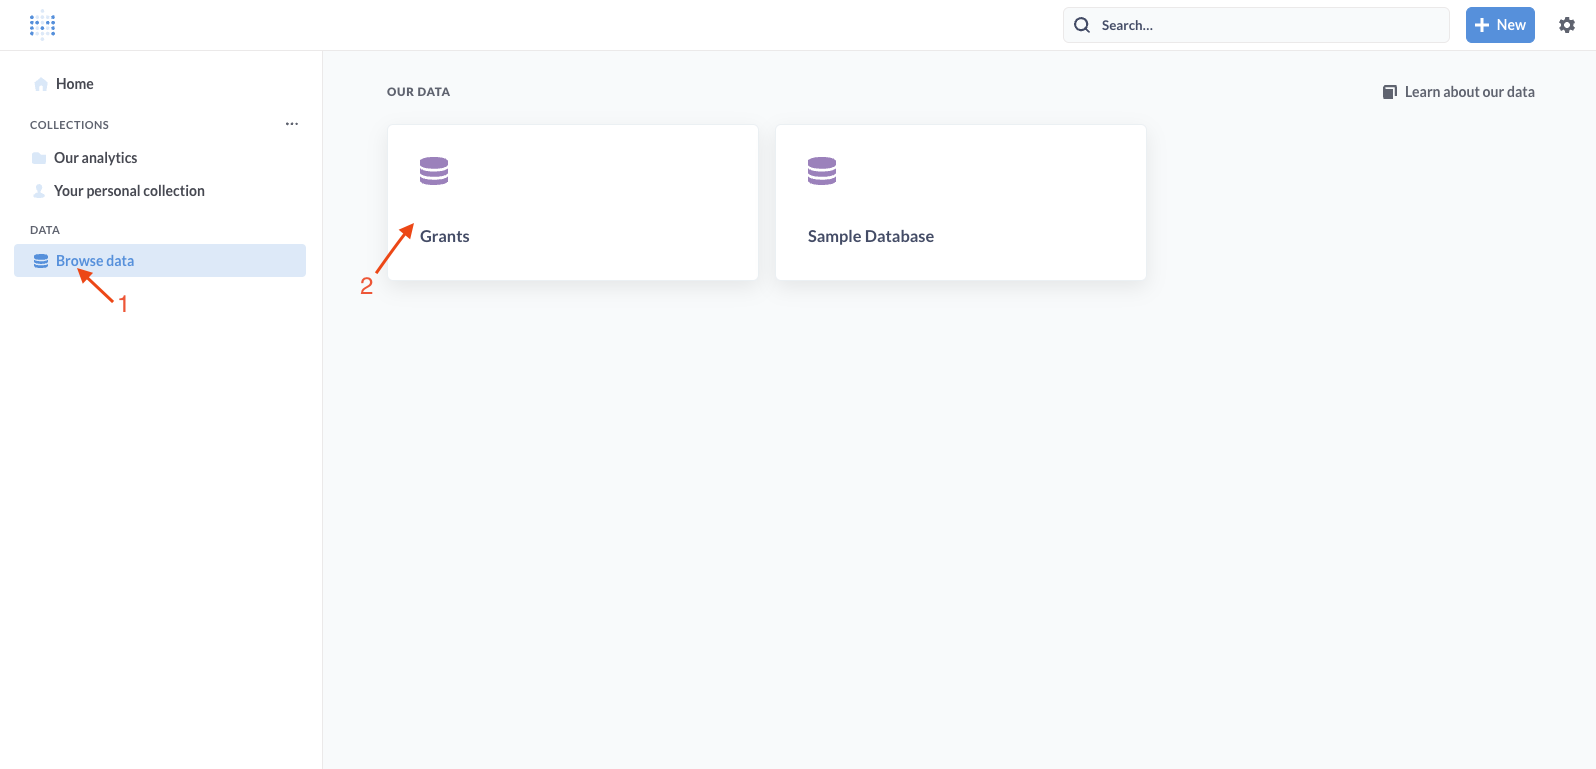 Search...
New
Home
COLLECTIONS
...
Our analytics
Your personal collection
DATA
Browse data
1
OUR DATA
Learn about our data
Grants
Sample Database
2